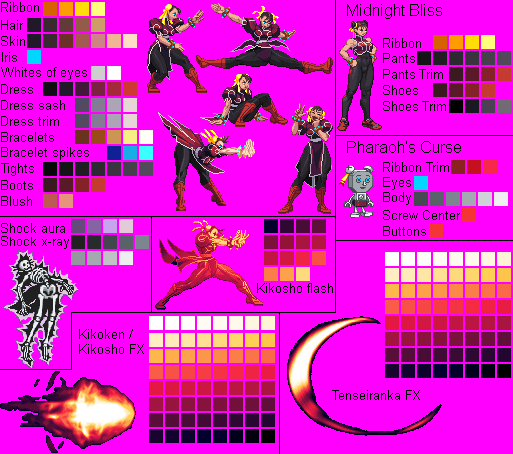 Ribbon
Hair
Skin
Iris
Whites of eyes
Dress
Dress sash
Dress trim
Bracelets
Bracelet spikes
Tights
Boots
Blush
Midnight Bliss
Ribbon
Pants
Pants Trim
Shoes
Shoes Trim
Pharaoh's Curse
Ribbon Trim
Eyes
Body
Screw Center
Buttons
Shock aura
Shock x-ray
Kikosho flash
Kikoken /
Kikosho FX
Tenseiranka FX